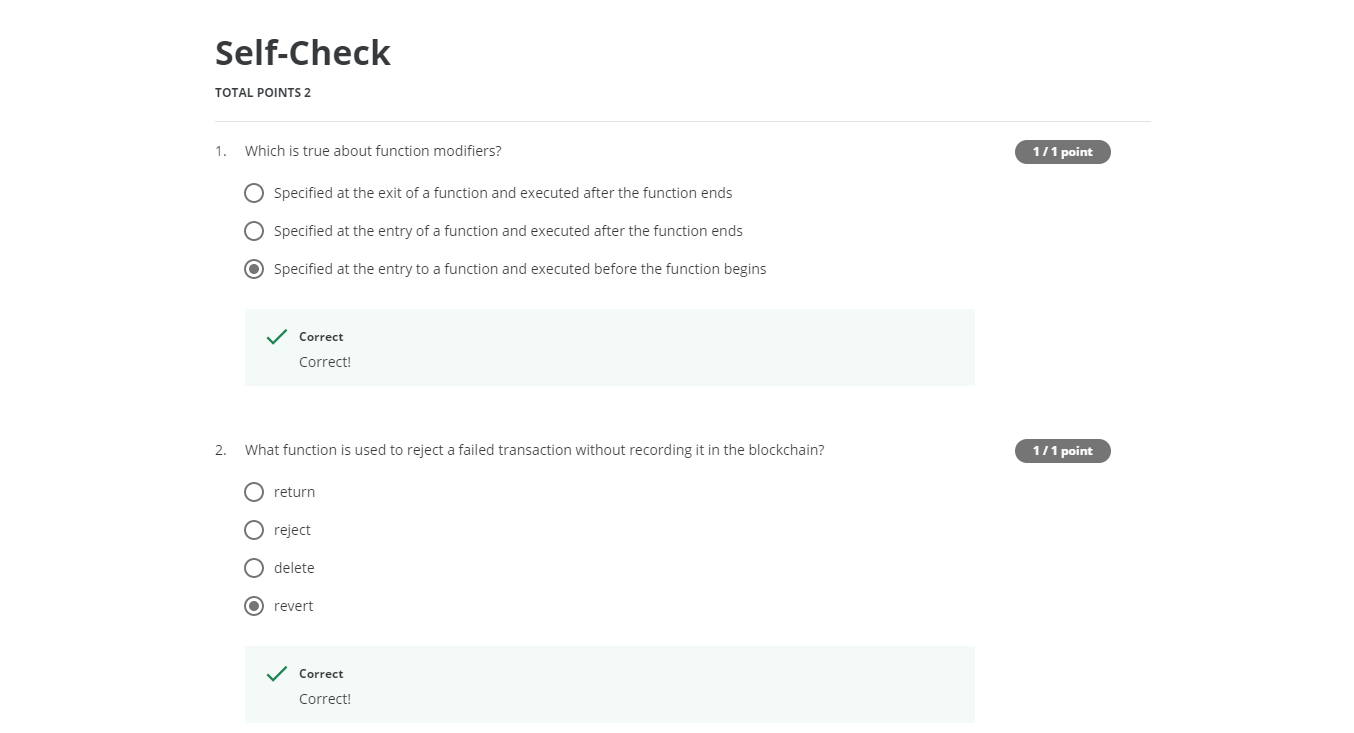 Self-Check
TOTAL POINTS 2
1. Which is true about function modifiers? 1 / 1 point
Specified at the exit of a function and executed after the function ends
Specified at the entry of a function and executed after the function ends
Specified at the entry to a function and executed before the function begins
Correct
Correct!
2. What function is used to reject a failed transaction without recording it in the blockchain? 1 / 1 point
return
reject
delete
revert
Correct
Correct!